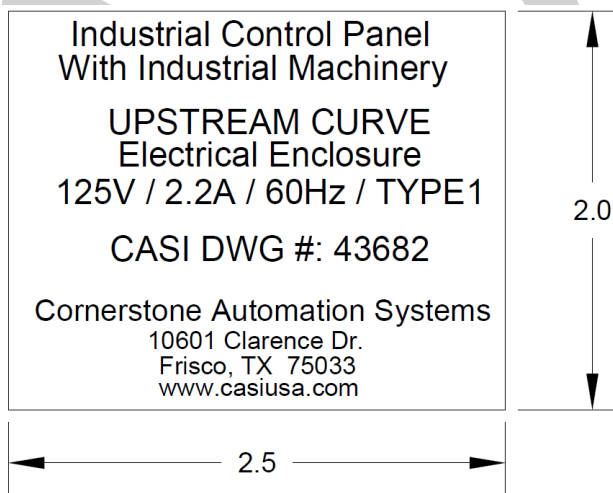 Industrial Control Panel
With Industrial Machinery
UPSTREAM CURVE
Electrical Enclosure
125V / 2.2A / 60Hz / TYPE1
CASI DWG #: 43682
Cornerstone Automation Systems
10601 Clarence Dr.
Frisco, TX  75033
www.casiusa.com
2.0
2.5